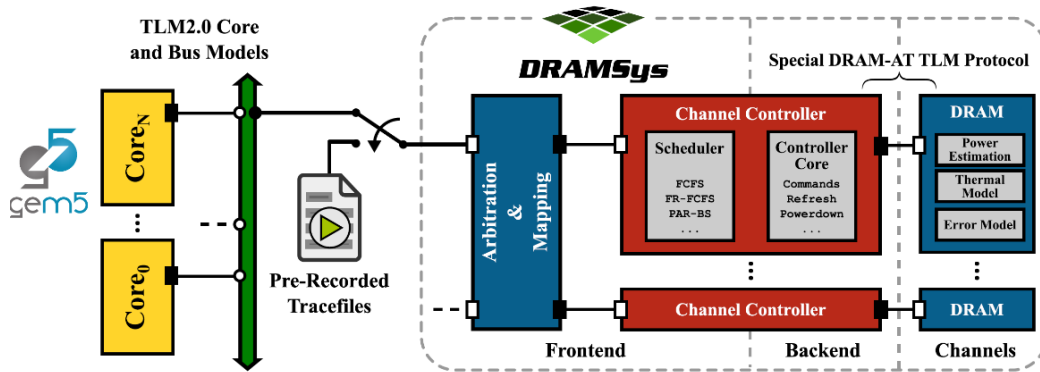 TLM2.0 Core
and Bus Models
gem5
Core_N
...
Core_0
Pre-Recorded
Tracefiles
DRAMSys
Arbitration
&
Mapping
Channel Controller
Scheduler
FCFS
FR-FCFS
PAR-BS
...
Controller
Core
Commands
Refresh
Powerdown
...
...
Channel Controller
Special DRAM-AT TLM Protocol
DRAM
Power
Estimation
Thermal
Model
Error Model
...
DRAM
Frontend
Backend
Channels